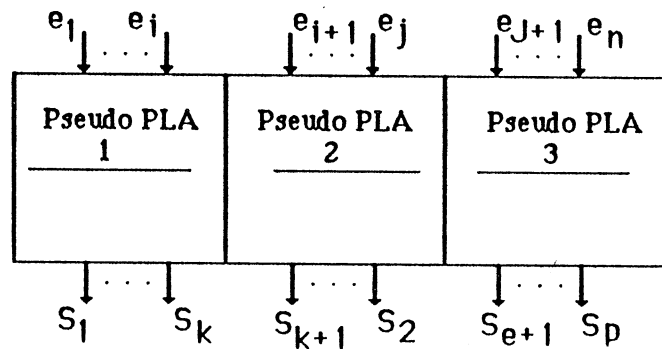 e1 . . . . ei ei+1 . . . . ej eJ+1 . . . . en
Pseudo PLA Pseudo PLA Pseudo PLA
1 2 3
S1 . . . . Sk Sk+1 . . . . S2 Se+1 . . . . Sp